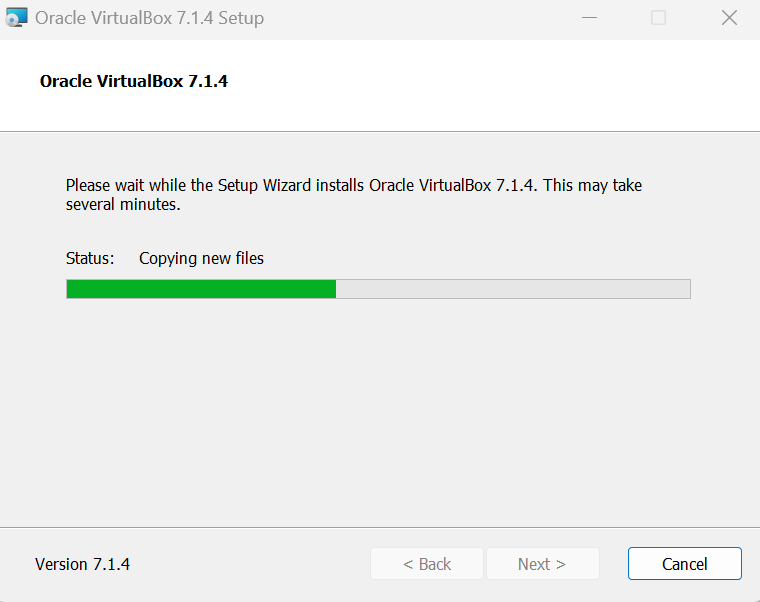 Oracle VirtualBox 7.1.4 Setup
Oracle VirtualBox 7.1.4
Please wait while the Setup Wizard installs Oracle VirtualBox 7.1.4. This may take
several minutes.
Status: Copying new files
Version 7.1.4
< Back
Next >
Cancel